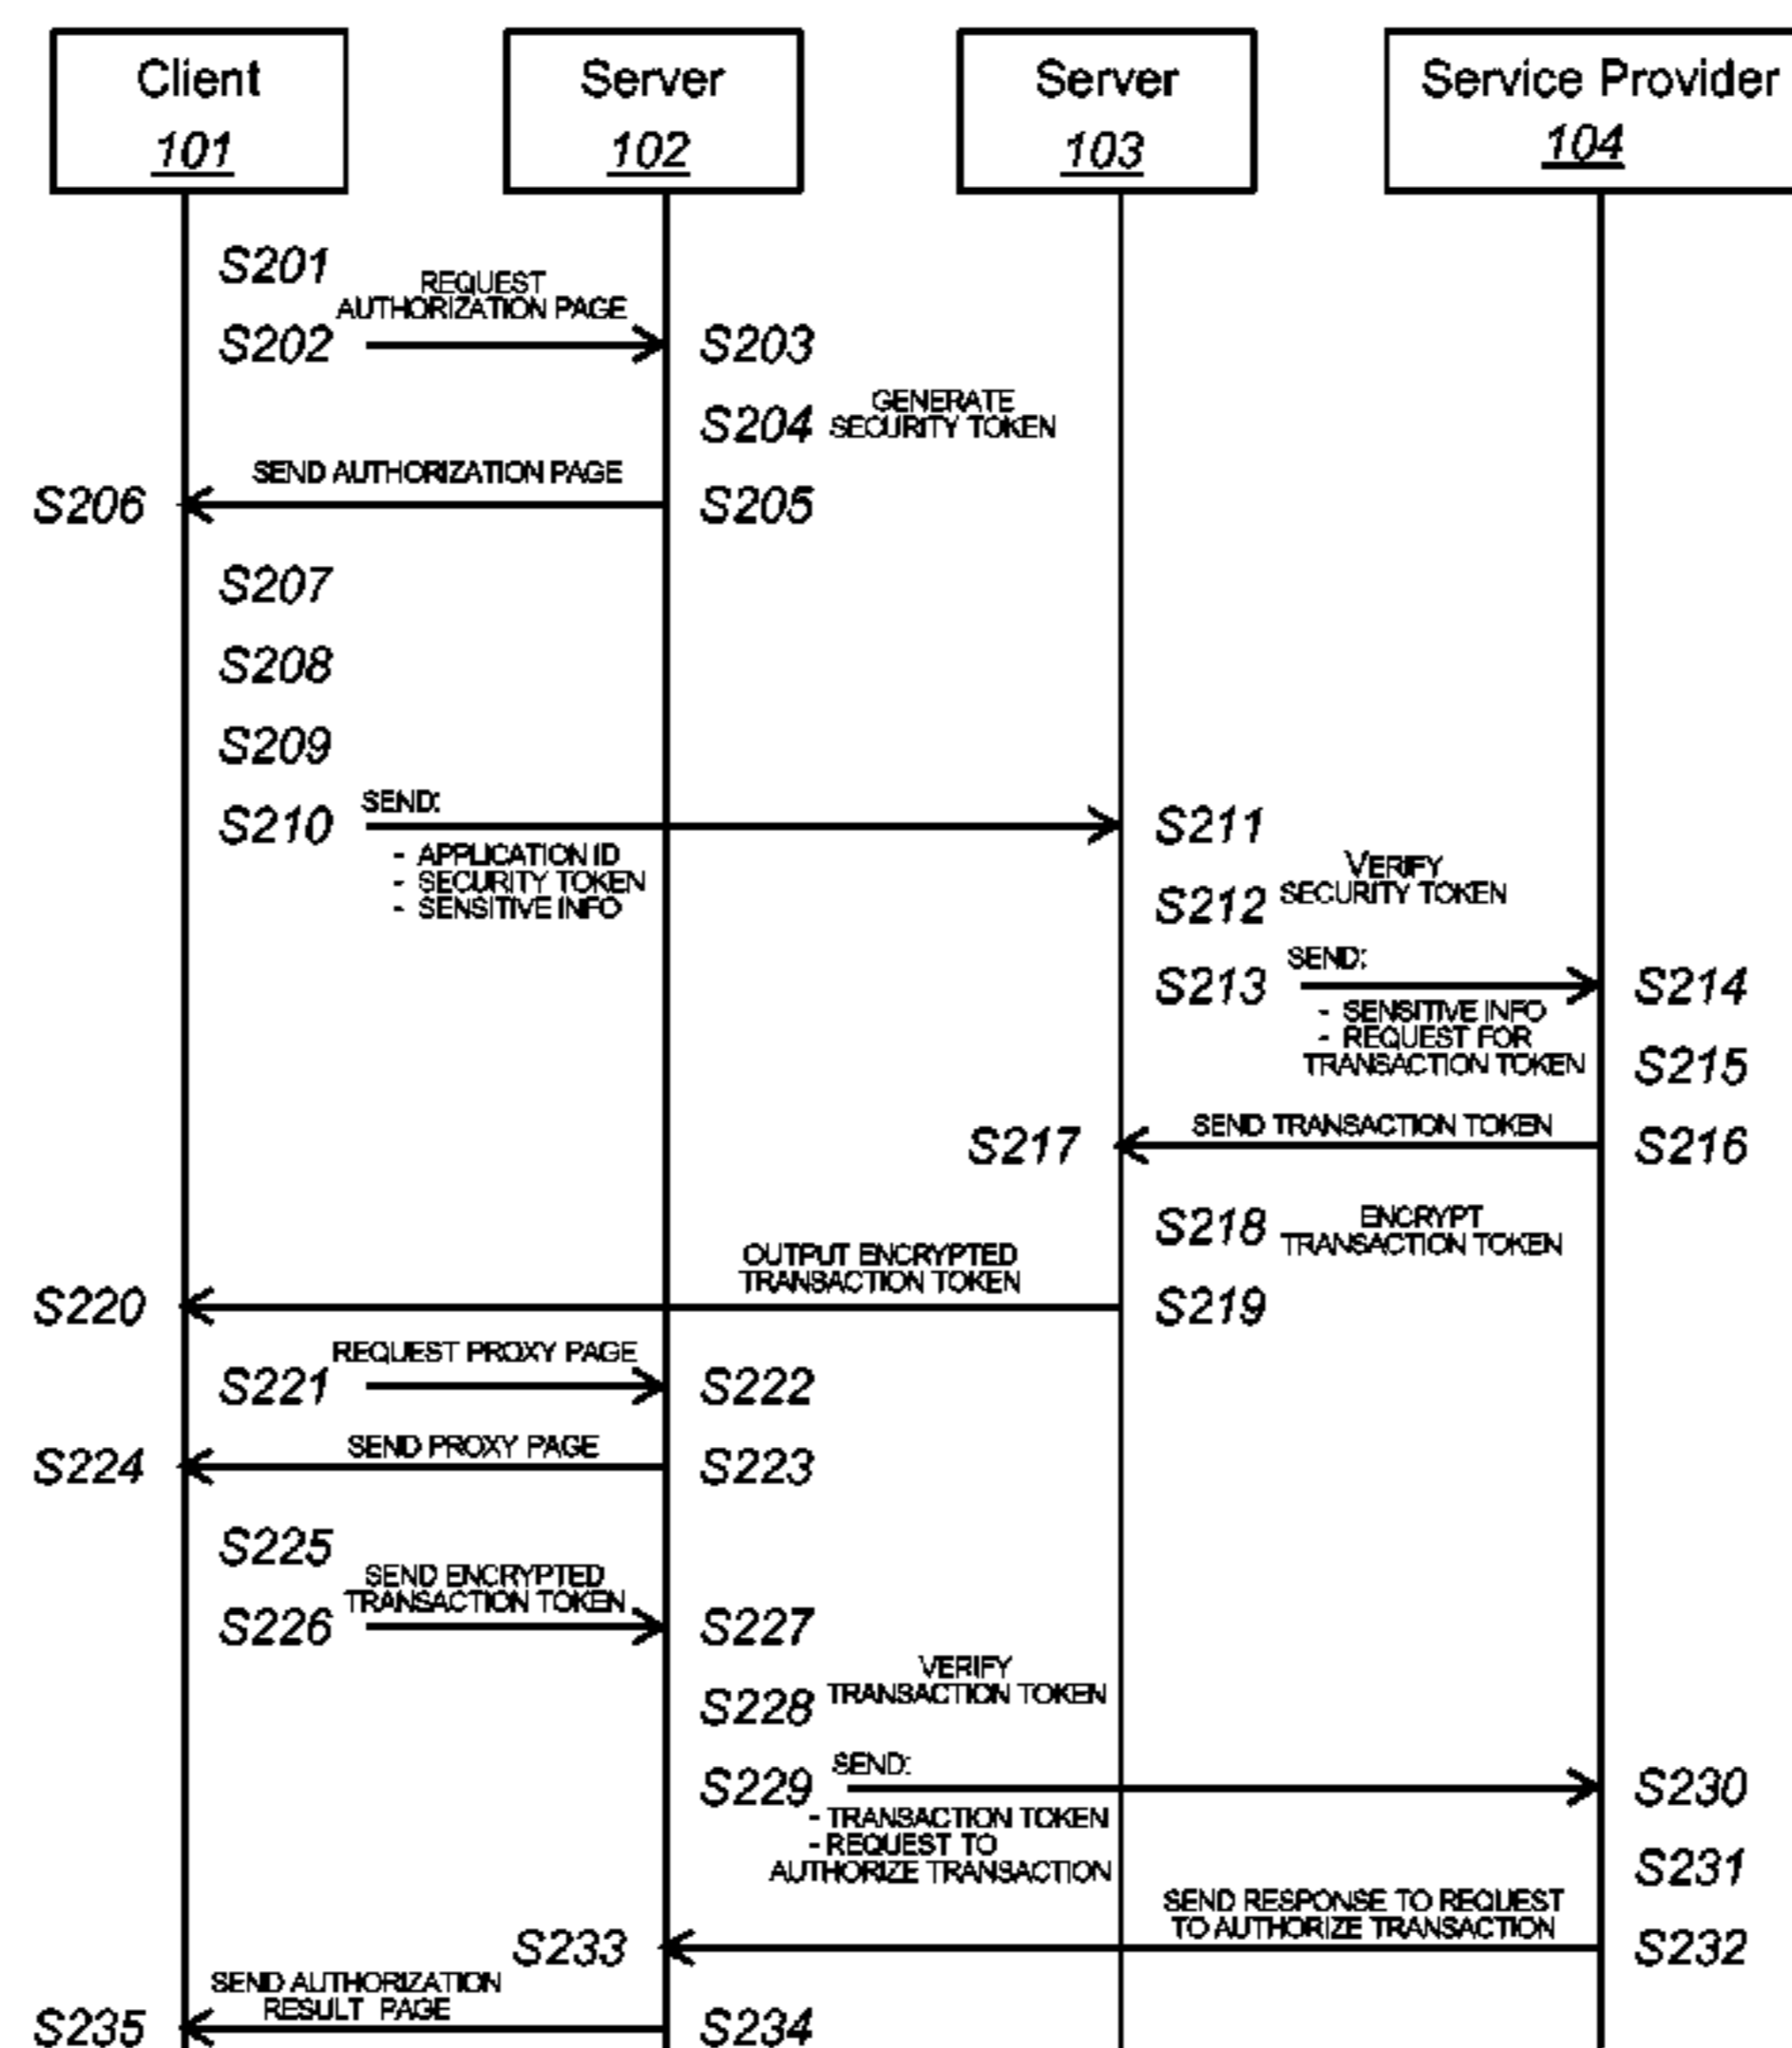 Client
101
Server
102
Server
103
Service Provider
104
S201
REQUEST
AUTHORIZATION PAGE
S202
S203
S204
GENERATE
SECURITY TOKEN
SEND AUTHORIZATION PAGE
S206
S205
S207
S208
S209
S210
SEND:
- APPLICATION ID
- SECURITY TOKEN
- SENSITIVE INFO
S211
S212
VERIFY
SECURITY TOKEN
S213
SEND:
- SENSITIVE INFO
- REQUEST FOR
TRANSACTION TOKEN
S214
S215
SEND TRANSACTION TOKEN
S217
S216
S218
ENCRYPT
TRANSACTION TOKEN
OUTPUT ENCRYPTED
TRANSACTION TOKEN
S220
S219
REQUEST PROXY PAGE
S221
S222
SEND PROXY PAGE
S224
S223
S225
SEND ENCRYPTED
TRANSACTION TOKEN
S226
S227
S228
VERIFY
TRANSACTION TOKEN
S229
SEND:
- TRANSACTION TOKEN
- REQUEST TO
AUTHORIZE TRANSACTION
S230
S231
SEND RESPONSE TO REQUEST
TO AUTHORIZE TRANSACTION
S233
S232
SEND AUTHORIZATION
RESULT PAGE
S235
S234